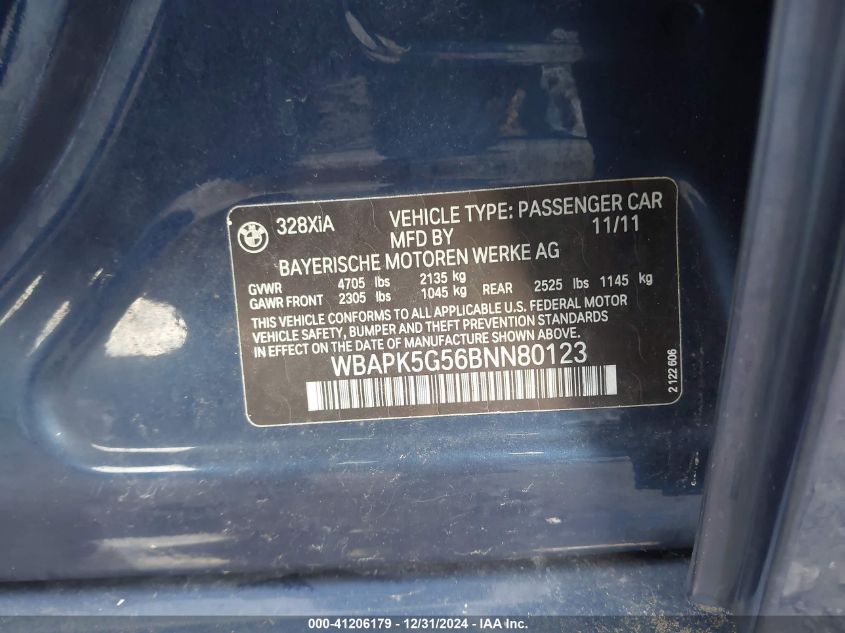 328XiA VEHICLE TYPE: PASSENGER CAR
MFD BY 11/11
BAYERISCHE MOTOREN WERKE AG
GVWR 4705 lbs 2135 kg
GAWR FRONT 2305 lbs 1045 kg REAR 2525 lbs 1145 kg
THIS VEHICLE CONFORMS TO ALL APPLICABLE U.S. FEDERAL MOTOR
VEHICLE SAFETY, BUMPER AND THEFT PREVENTION STANDARDS
IN EFFECT ON THE DATE OF MANUFACTURE SHOWN ABOVE.
WBAPK5G56BNN80123
2 122 606
000-41206179 - 12/31/2024 - IAA Inc.